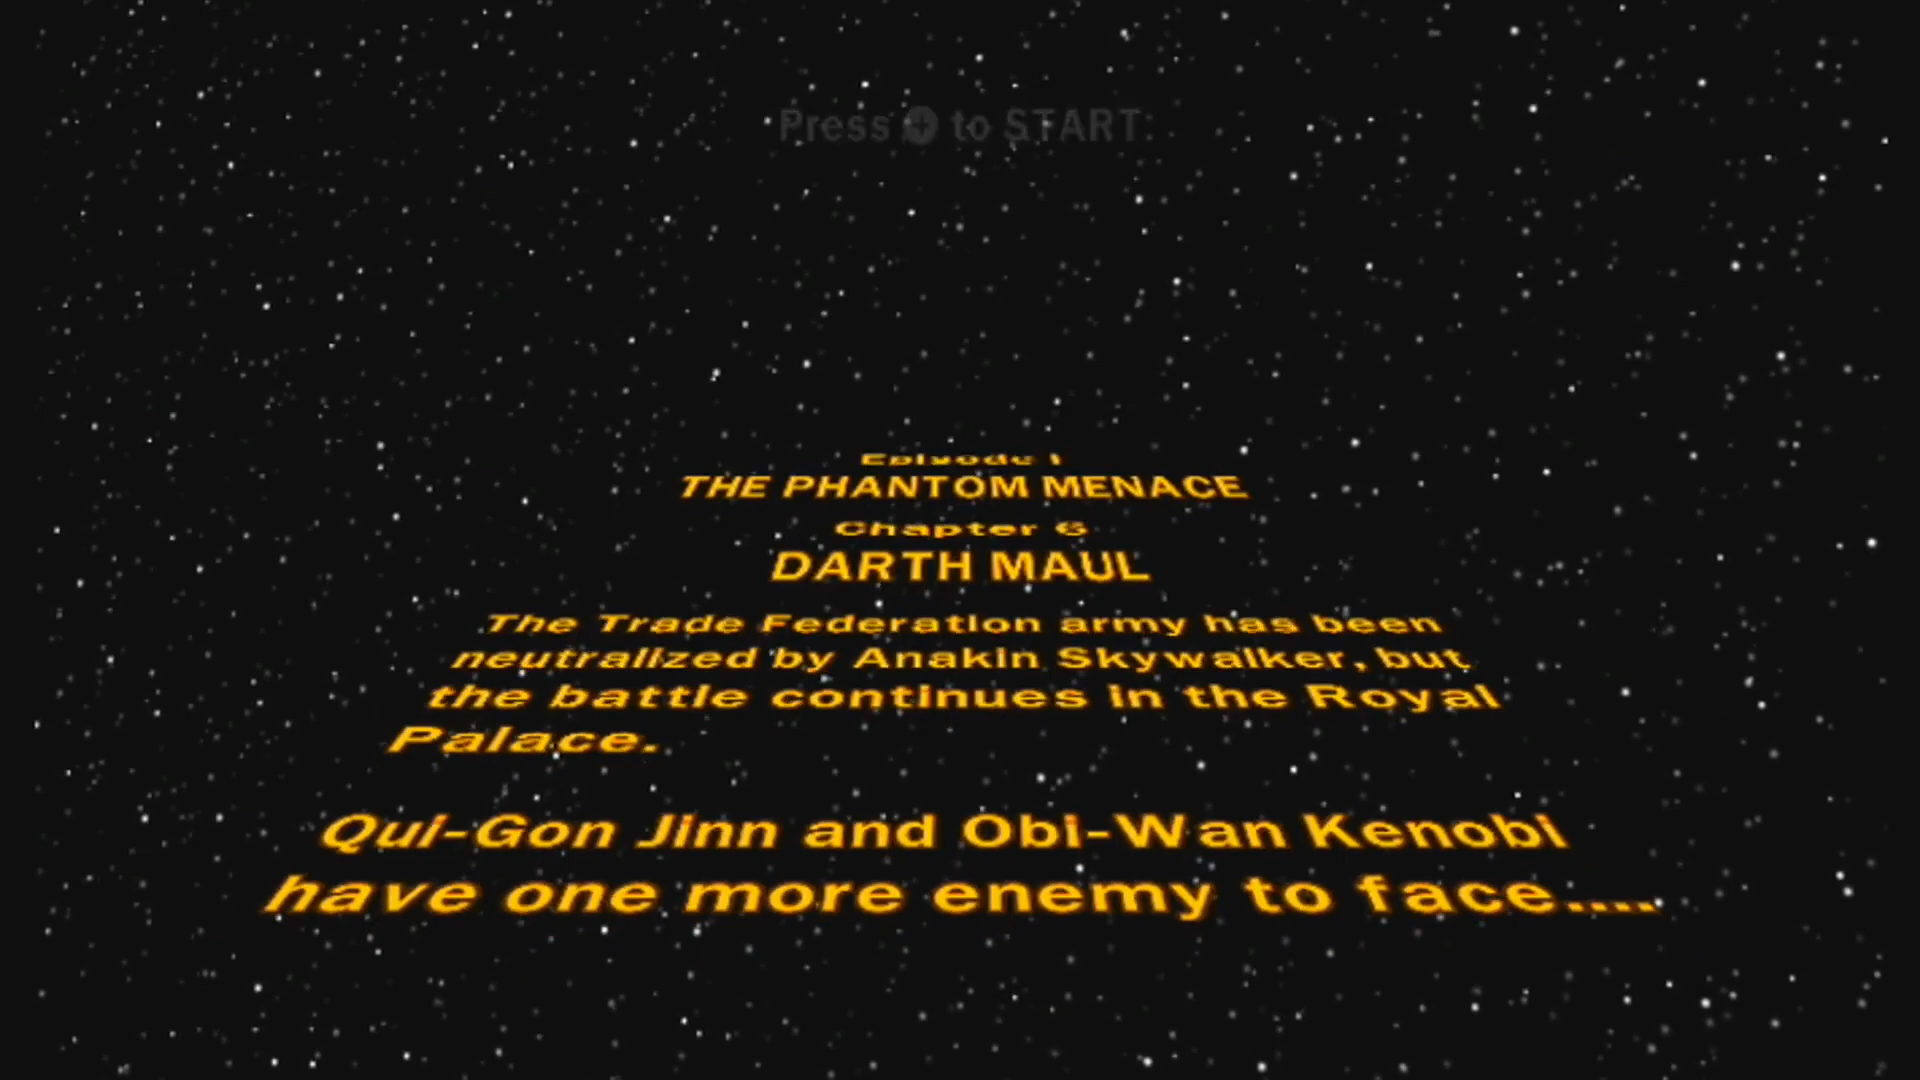 Press + to START.
Episode I
THE PHANTOM MENACE
Chapter 6
DARTH MAUL
The Trade Federation army has been
neutralized by Anakin Skywalker, but
the battle continues in the Royal
Palace.
Qui-Gon Jinn and Obi-Wan Kenobi
have one more enemy to face....